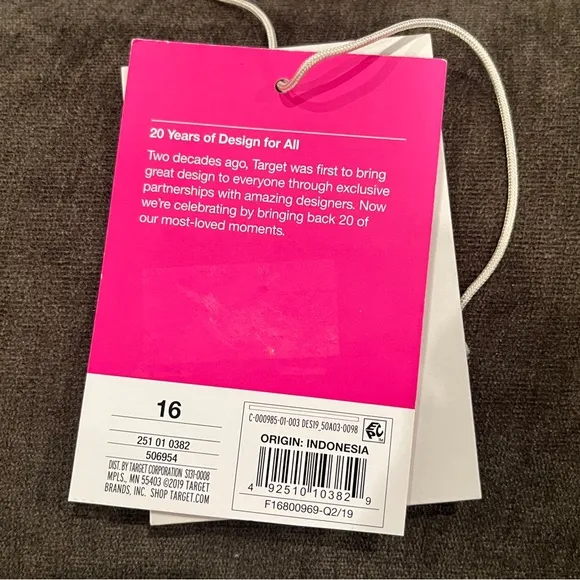 20 Years of Design for All
Two decades ago, Target was first to bring
great design to everyone through exclusive
partnerships with amazing designers. Now
we're celebrating by bringing back 20 of
our most-loved moments.
16
251 01 0382
506954
DIST. BY TARGET CORPORATION S131-0008
MPLS., MN 55403 ©2019 TARGET
BRANDS, INC. SHOP TARGET.COM
C-000985-01-003 DES19_50A03-0098
ORIGIN: INDONESIA
4 92510 10382 9
F16800969-Q2/19